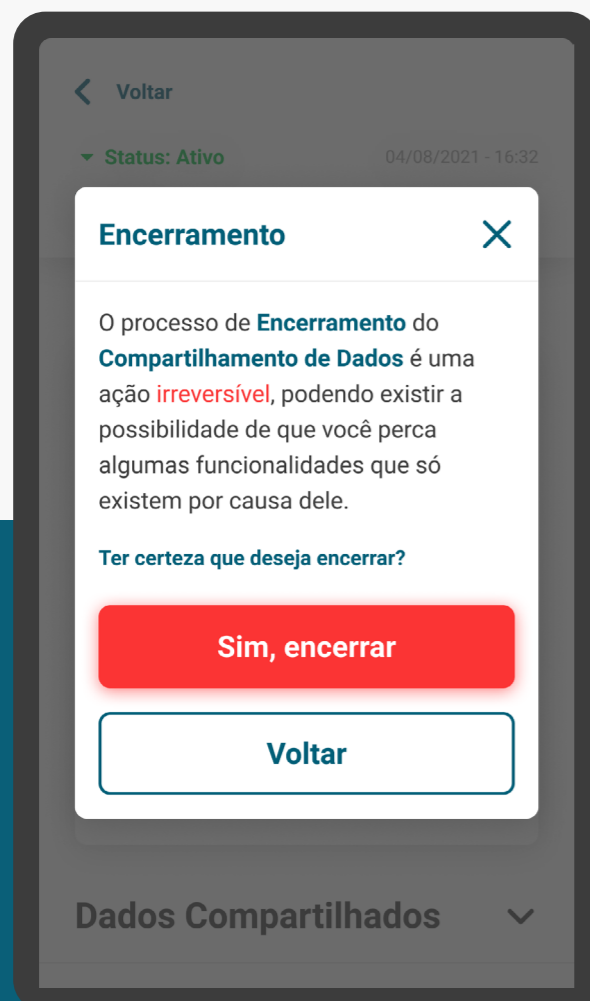 Voltar
Status: Ativo
04/08/2021 - 16:32
Encerramento
O processo de Encerramento do
Compartilhamento de Dados é uma
ação irreversível, podendo existir a
possibilidade de que você perca
algumas funcionalidades que só
existem por causa dele.
Ter certeza que deseja encerrar?
Sim, encerrar
Voltar
Dados Compartilhados